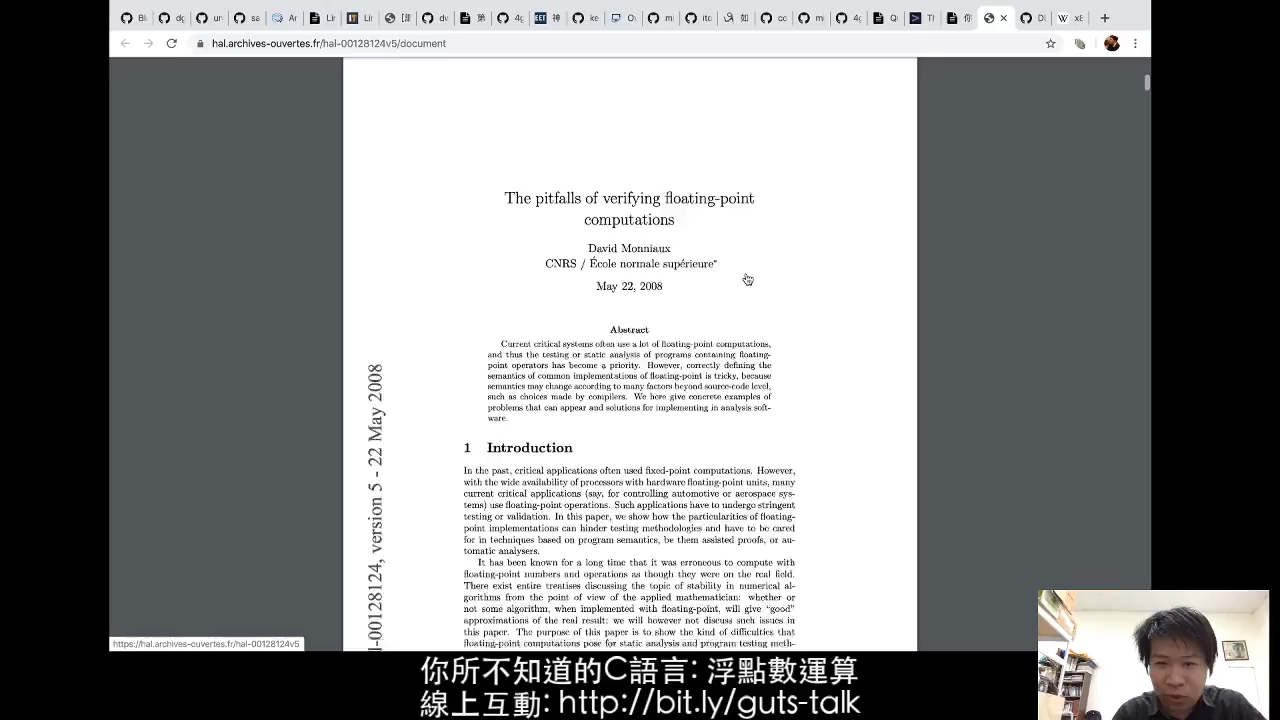 hal.archives-ouvertes.fr/hal-00128124v5/document
The pitfalls of verifying floating-point
computations
David Monniaux
CNRS / École normale supérieure*
May 22, 2008
Abstract
Current critical systems often use a lot of floating-point computations,
and thus the testing or static analysis of programs containing floating-
point operators has become a priority. However, correctly defining the
semantics of common implementations of floating-point is tricky, because
semantics may change according to many factors beyond source-code level,
such as choices made by compilers. We here give concrete examples of
problems that can appear and solutions for implementing in analysis soft-
ware.
1 Introduction
In the past, critical applications often used fixed-point computations. However,
with the wide availability of processors with hardware floating-point units, many
current critical applications (say, for controlling automotive or aerospace sys-
tems) use floating-point operations. Such applications have to undergo stringent
testing or validation. In this paper, we show how the particularities of floating-
point implementations can hinder testing methodologies and have to be cared
for in techniques based on program semantics, be them assisted proofs, or au-
tomatic analysers.
It has been known for a long time that it was erroneous to compute with
floating-point numbers and operations as though they were on the real field.
There exist entire treatises discussing the topic of stability in numerical al-
gorithms from the point of view of the applied mathematician: whether or
not some algorithm, when implemented with floating-point, will give “good”
approximations of the real result: we will however not discuss such issues in
this paper. The purpose of this paper is to show the kind of difficulties that
floating-point computations pose for static analysis and program testing meth-
l-00128124, version 5 - 22 May 2008
https://hal.archives-ouvertes.fr/hal-00128124v5
你所不知道的C語言: 浮點數運算
線上互動: http://bit.ly/guts-talk